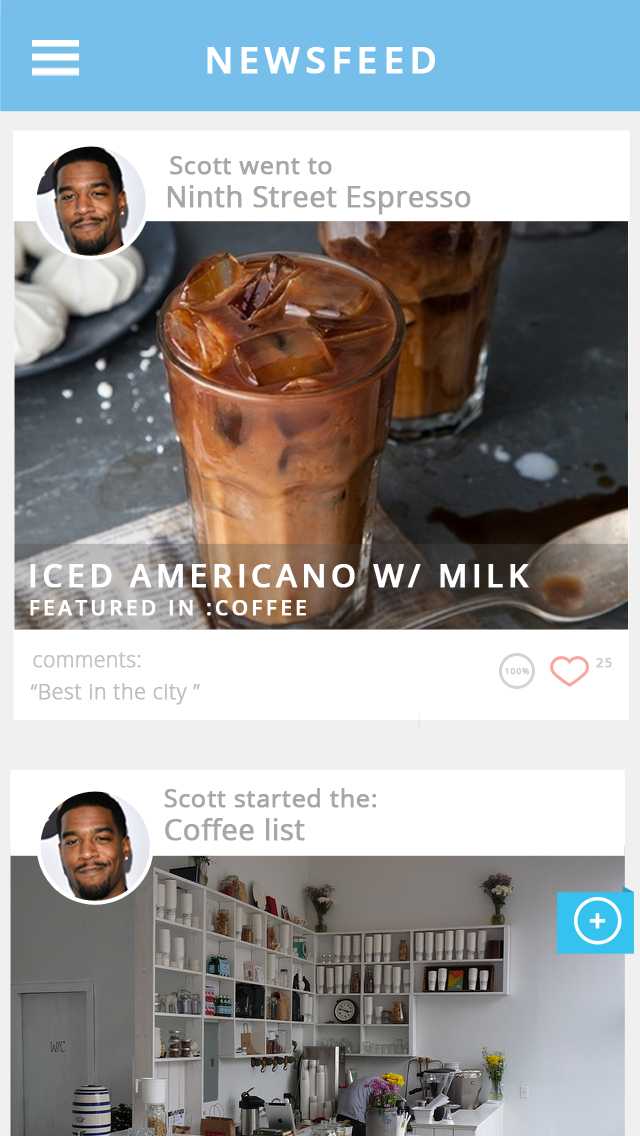 NEWSFEED
Scott went to
Ninth Street Espresso
ICED AMERICANO W/ MILK
FEATURED IN :COFFEE
comments:
“Best in the city ”
100%
25
Scott started the:
Coffee list
W/C